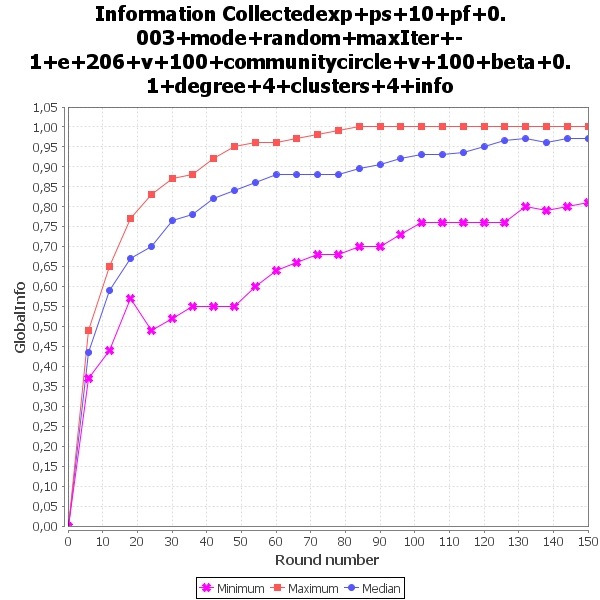 Information Collectedexp+ps+10+pf+0.
003+mode+random+maxIter+-
1+e+206+v+100+communitycircle+v+100+beta+0.
1+degree+4+clusters+4+info
1,05
1,00
0,95
0,90
0,85
0,80
0,75
0,70
0,65
0,60
0,55
0,50
0,45
0,40
0,35
0,30
0,25
0,20
0,15
0,10
0,05
0,00
GlobalInfo
0 10 20 30 40 50 60 70 80 90 100 110 120 130 140 150
Round number
Minimum Maximum Median